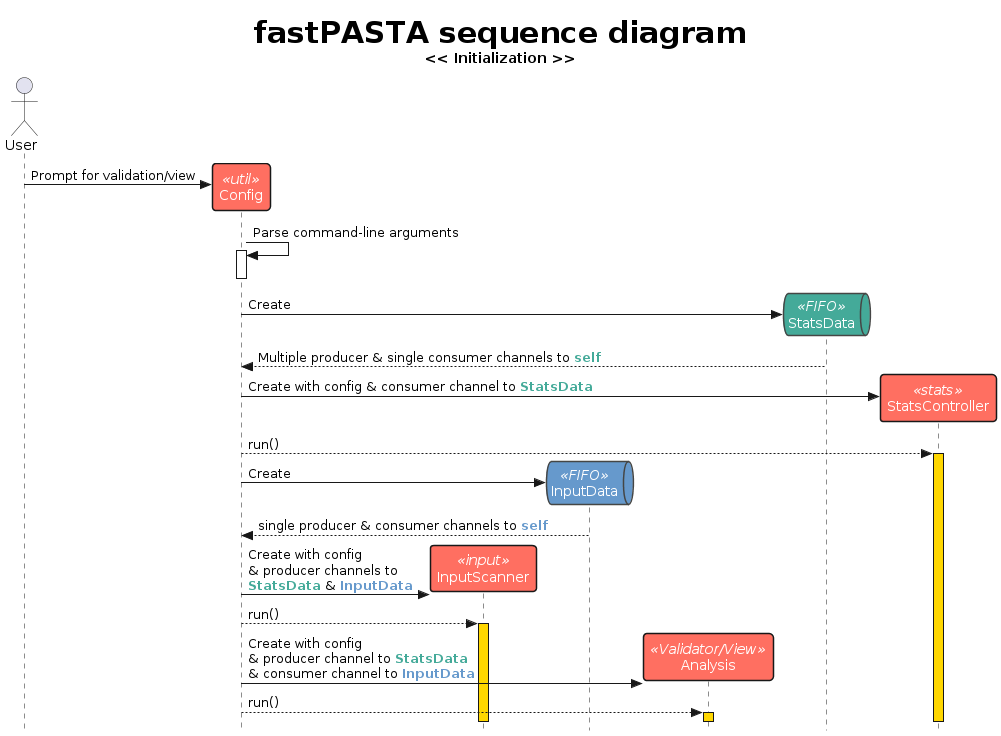 fastPASTA sequence diagram
<< Initialization >>
User
Prompt for validation/view
«util»
Config
Parse command-line arguments
Create
«FIFO»
StatsData
Multiple producer & single consumer channels to self
Create with config & consumer channel to StatsData
«stats»
StatsController
run()
Create
«FIFO»
InputData
single producer & consumer channels to self
Create with config
& producer channels to
StatsData & InputData
«input»
InputScanner
run()
Create with config
& producer channel to StatsData
& consumer channel to InputData
«Validator/View»
Analysis
run()